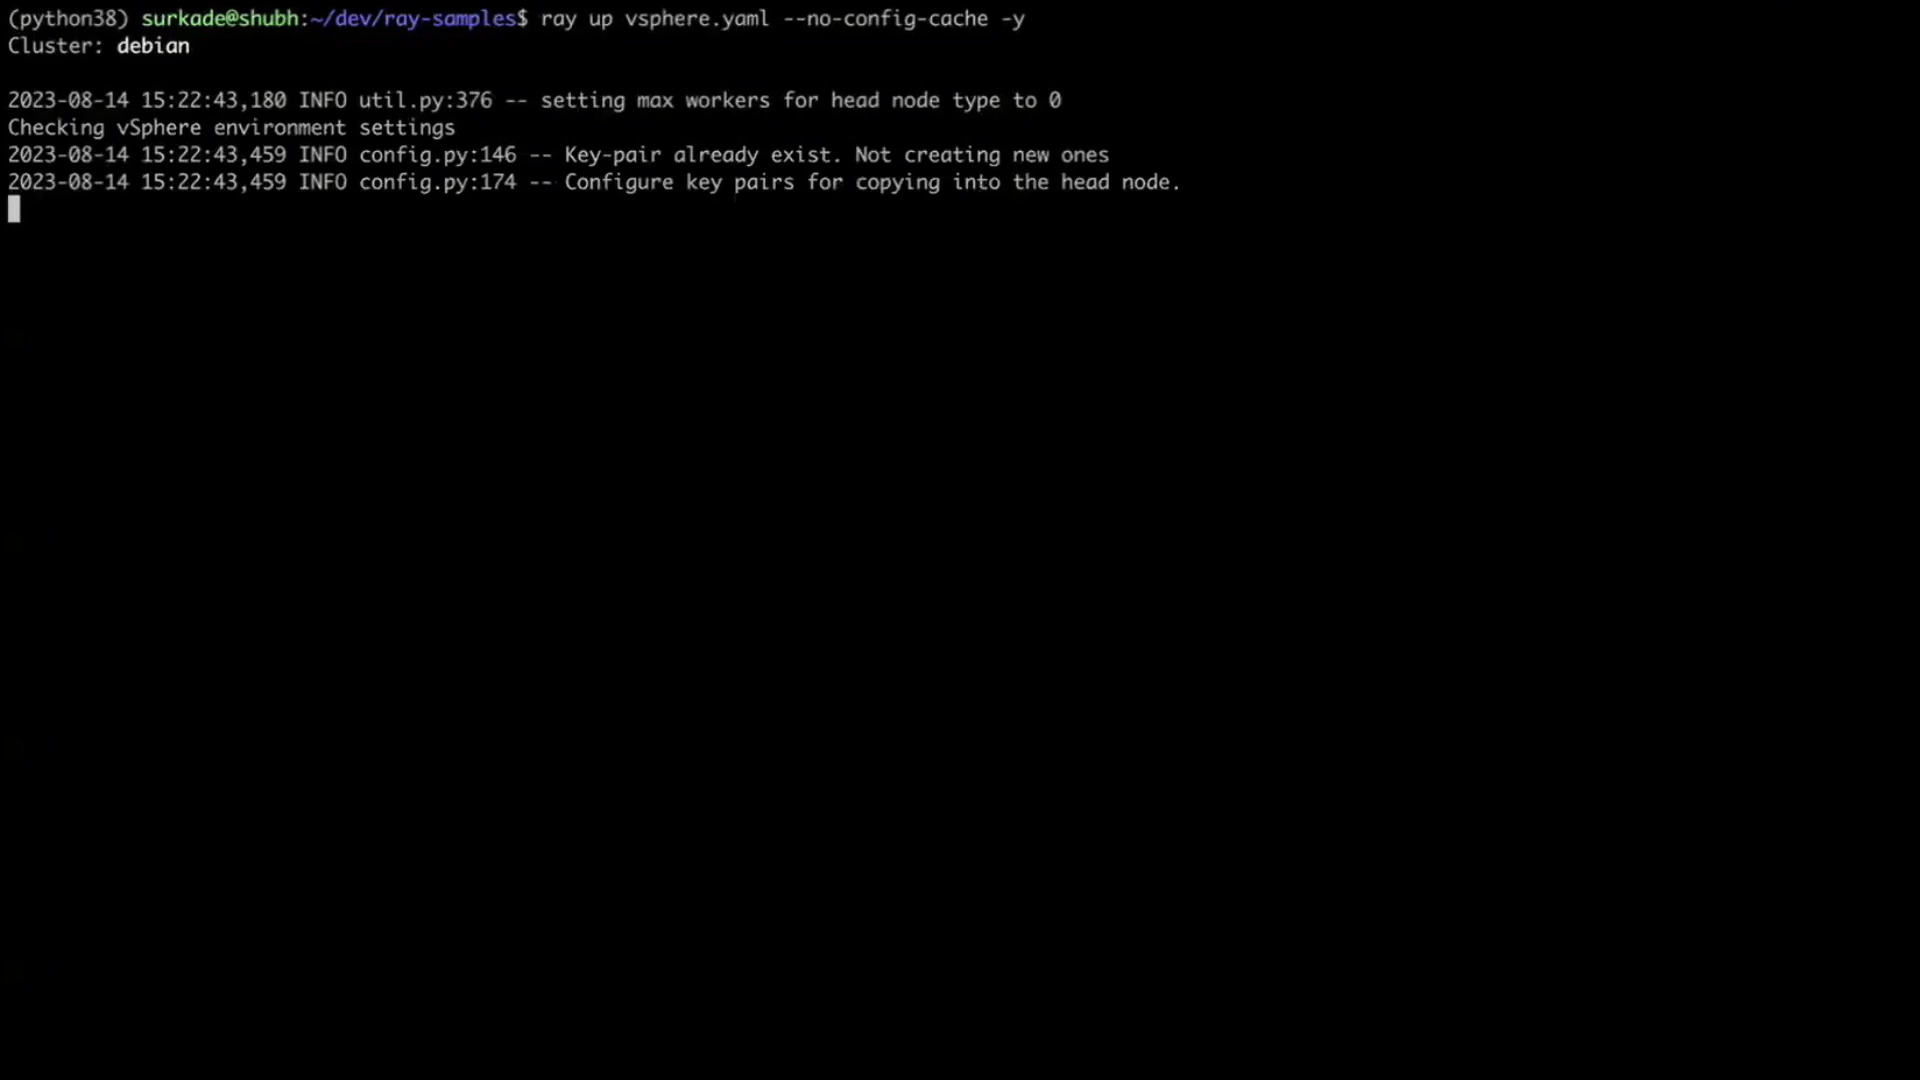 (python38) surkade@shubh:~/dev/ray-samples$ ray up vsphere.yaml --no-config-cache -y
Cluster: debian
2023-08-14 15:22:43,180 INFO util.py:376 -- setting max workers for head node type to 0
Checking vSphere environment settings
2023-08-14 15:22:43,459 INFO config.py:146 -- Key-pair already exist. Not creating new ones
2023-08-14 15:22:43,459 INFO config.py:174 -- Configure key pairs for copying into the head node.